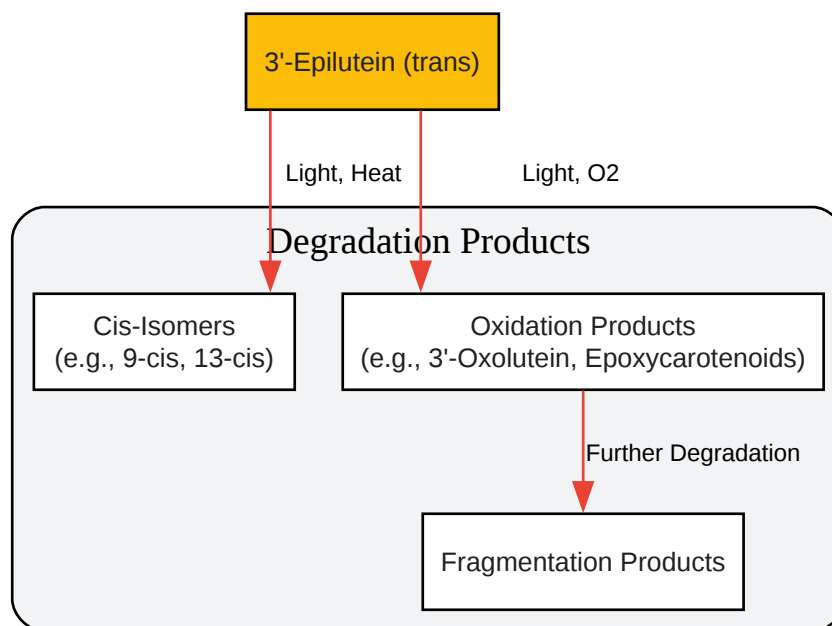 3'-Epilutein (trans)
Light, Heat
Light, O2
Degradation Products
Cis-Isomers
(e.g., 9-cis, 13-cis)
Oxidation Products
(e.g., 3'-Oxolutein, Epoxycarotenoids)
Further Degradation
Fragmentation Products